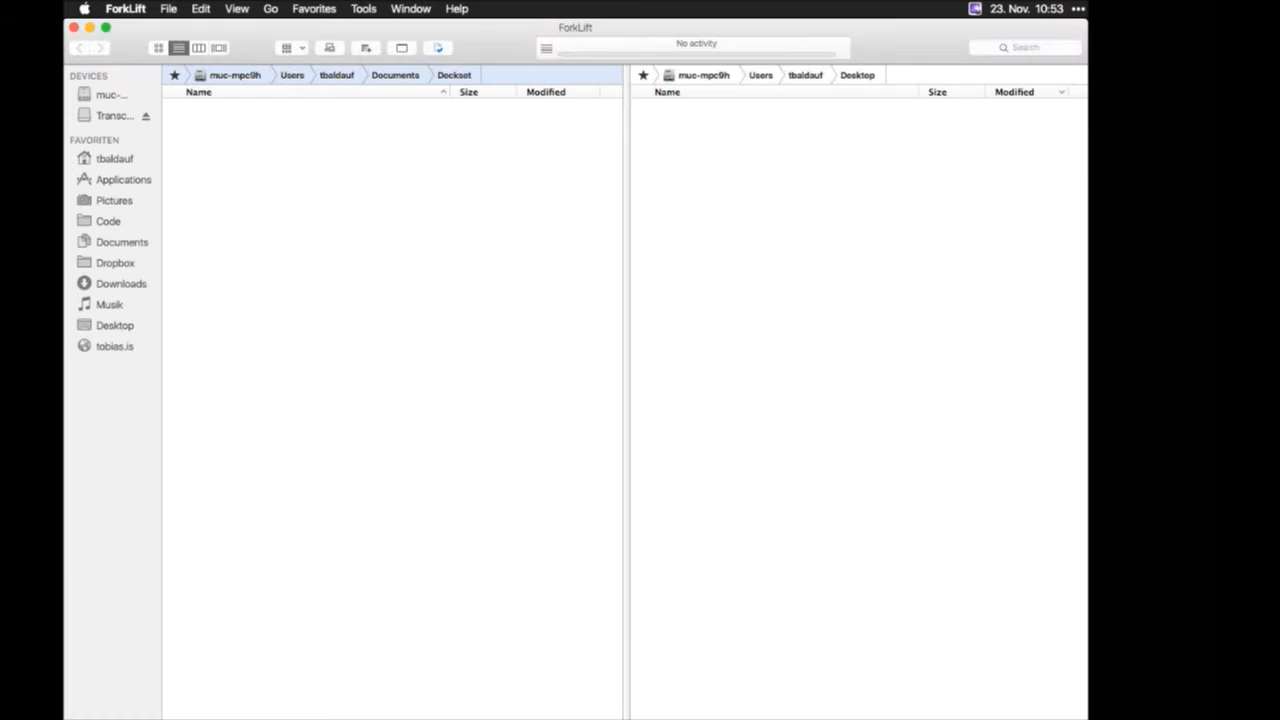 ForkLift File Edit View Go Favorites Tools Window Help 23. Nov. 10:53
ForkLift
No activity
Search
DEVICES
muc-...
Transc...
FAVORITEN
tbaldauf
Applications
Pictures
Code
Documents
Dropbox
Downloads
Musik
Desktop
tobias.is
muc-mpc9h Users tbaldauf Documents Deckset
Name Size Modified
muc-mpc9h Users tbaldauf Desktop
Name Size Modified